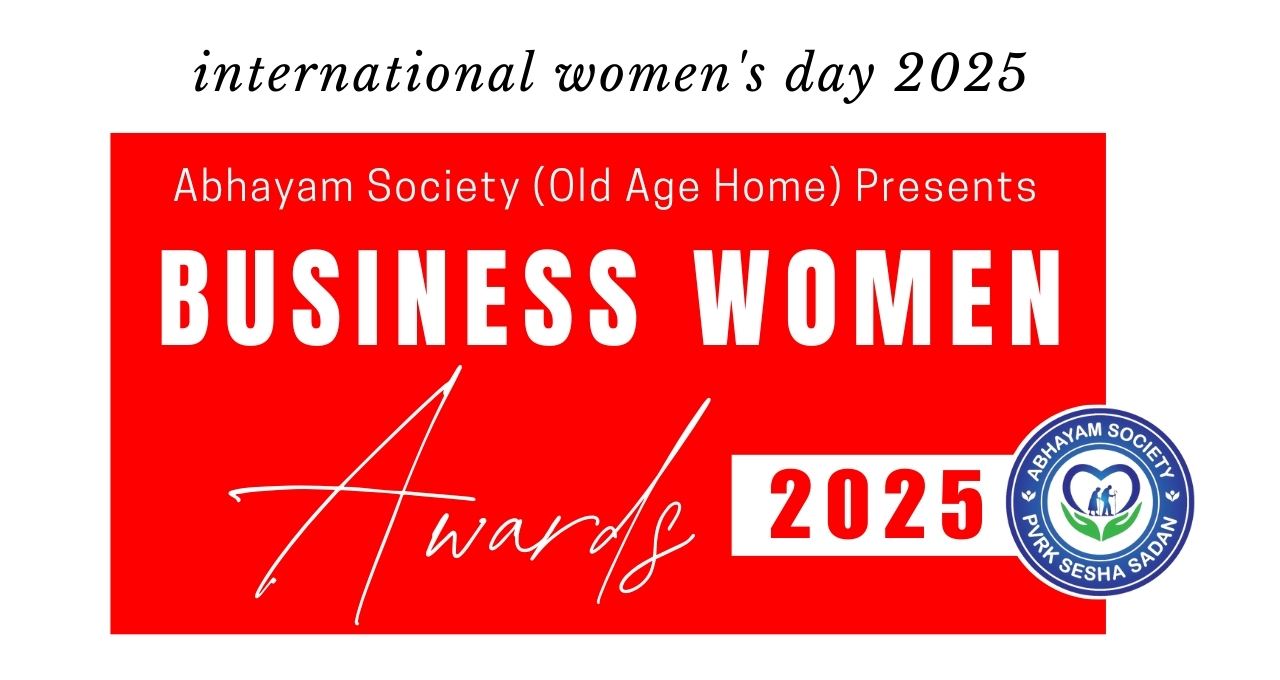 international women's day 2025
Abhayam Society (Old Age Home) Presents
BUSINESS WOMEN
Awards
2025
ABHAYAM SOCIETY
PVRK SESHA SADAN